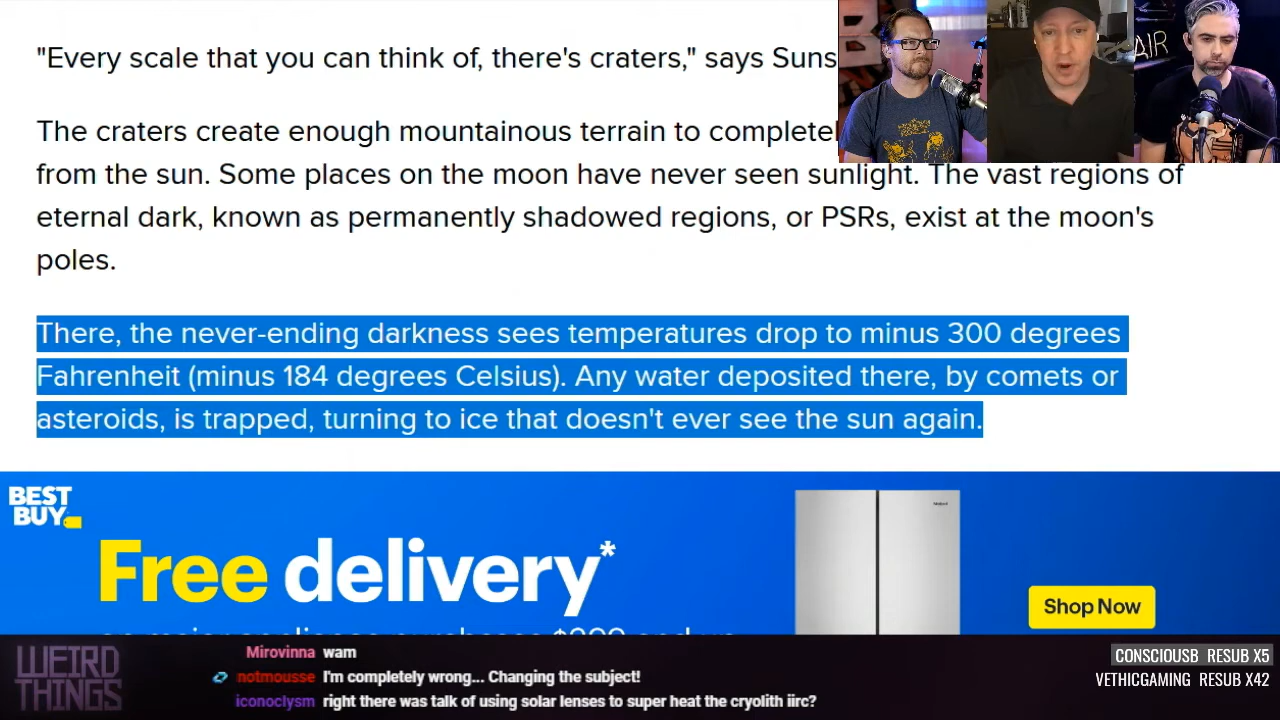 "Every scale that you can think of, there's craters," says Suns
The craters create enough mountainous terrain to complete
from the sun. Some places on the moon have never seen sunlight. The vast regions of
eternal dark, known as permanently shadowed regions, or PSRs, exist at the moon's
poles.
There, the never-ending darkness sees temperatures drop to minus 300 degrees
Fahrenheit (minus 184 degrees Celsius). Any water deposited there, by comets or
asteroids, is trapped, turning to ice that doesn't ever see the sun again.
AIR
BEST
BUY
Free delivery*
Shop Now
WEIRD
THINGS
Mirovinna wam
notmousse I'm completely wrong... Changing the subject!
iconoclysm right there was talk of using solar lenses to super heat the cryolith iirc?
CONSCIOUSB RESUB X5
VETHICGAMING RESUB X42